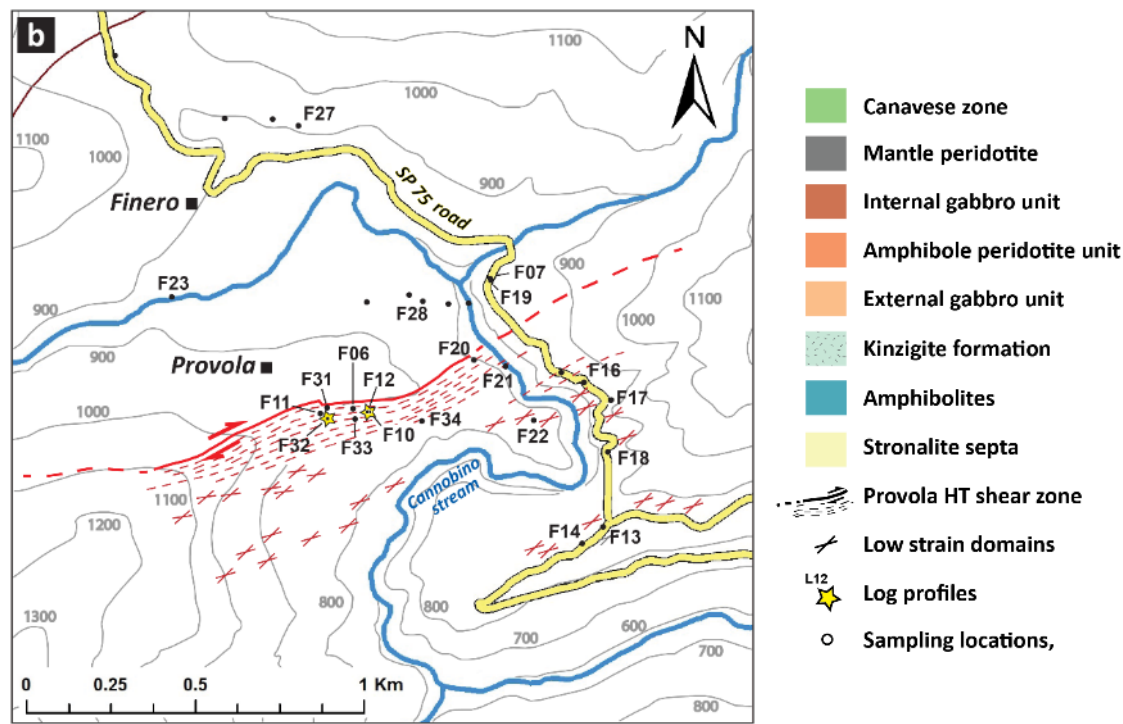 b
1100
N
1000
F27
1100
1000
900
Finero
SP 75 road
F07
900
F19
1100
F23
900
F28
1000
900
F20
Provola
F06
F21
F16
F31
F12
F17
F11
1000
F34
F22
F32
F33
F10
F18
Cannobino
stream
1100
1200
F14
F13
800
800
1300
700
600
700
800
0 0.25 0.5 1 Km
Canavese zone
Mantle peridotite
Internal gabbro unit
Amphibole peridotite unit
External gabbro unit
Kinzigite formation
Amphibolites
Stronalite septa
Provola HT shear zone
Low strain domains
L12
Log profiles
Sampling locations,